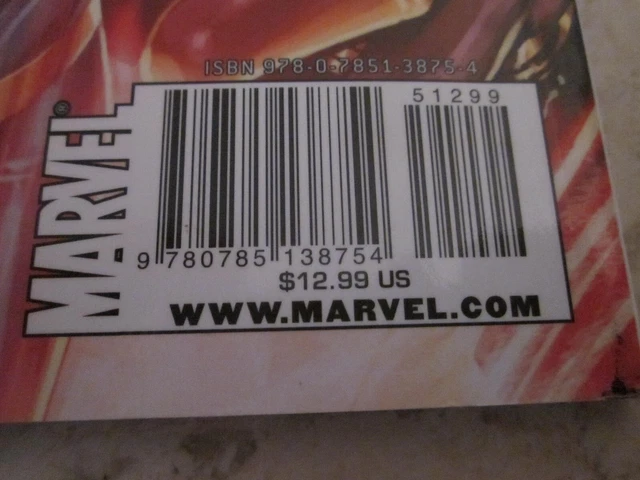 ISBN 978-0-7851-3875-4
51299
MARVEL®
9 780785 138754
$12.99 US
WWW.MARVEL.COM